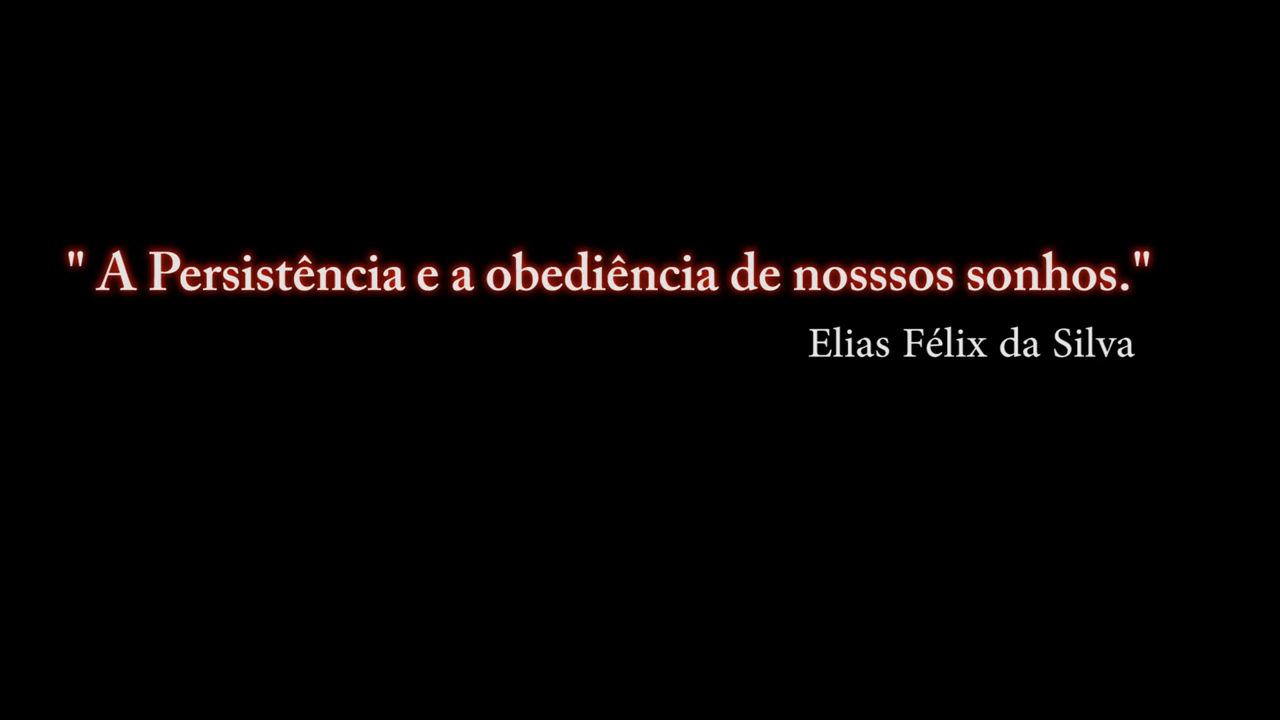 " A Persistência e a obediência de nosssos sonhos."
Elias Félix da Silva